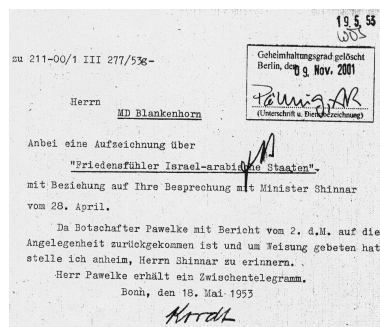 19.5.53
zu 211-00/1 III 277/53g-
Geheimhaltungsgrad gelöscht
Berlin, den 09. Nov. 2001
(Unterschrift u. Dienstbezeichnung)
Herrn
MD Blankenhorn
Anbei eine Aufzeichnung über
"Friedensfühler Israel-arabische Staaten"
mit Beziehung auf Ihre Besprechung mit Minister Shinnar
vom 28. April.
Da Botschafter Pawelke mit Bericht vom 2. d.M. auf die
Angelegenheit zurückgekommen ist und um Weisung gebeten hat
stelle ich anheim, Herrn Shinnar zu erinnern.
Herr Pawelke erhält ein Zwischentelegramm.
Bonn, den 18. Mai 1953
Kordt